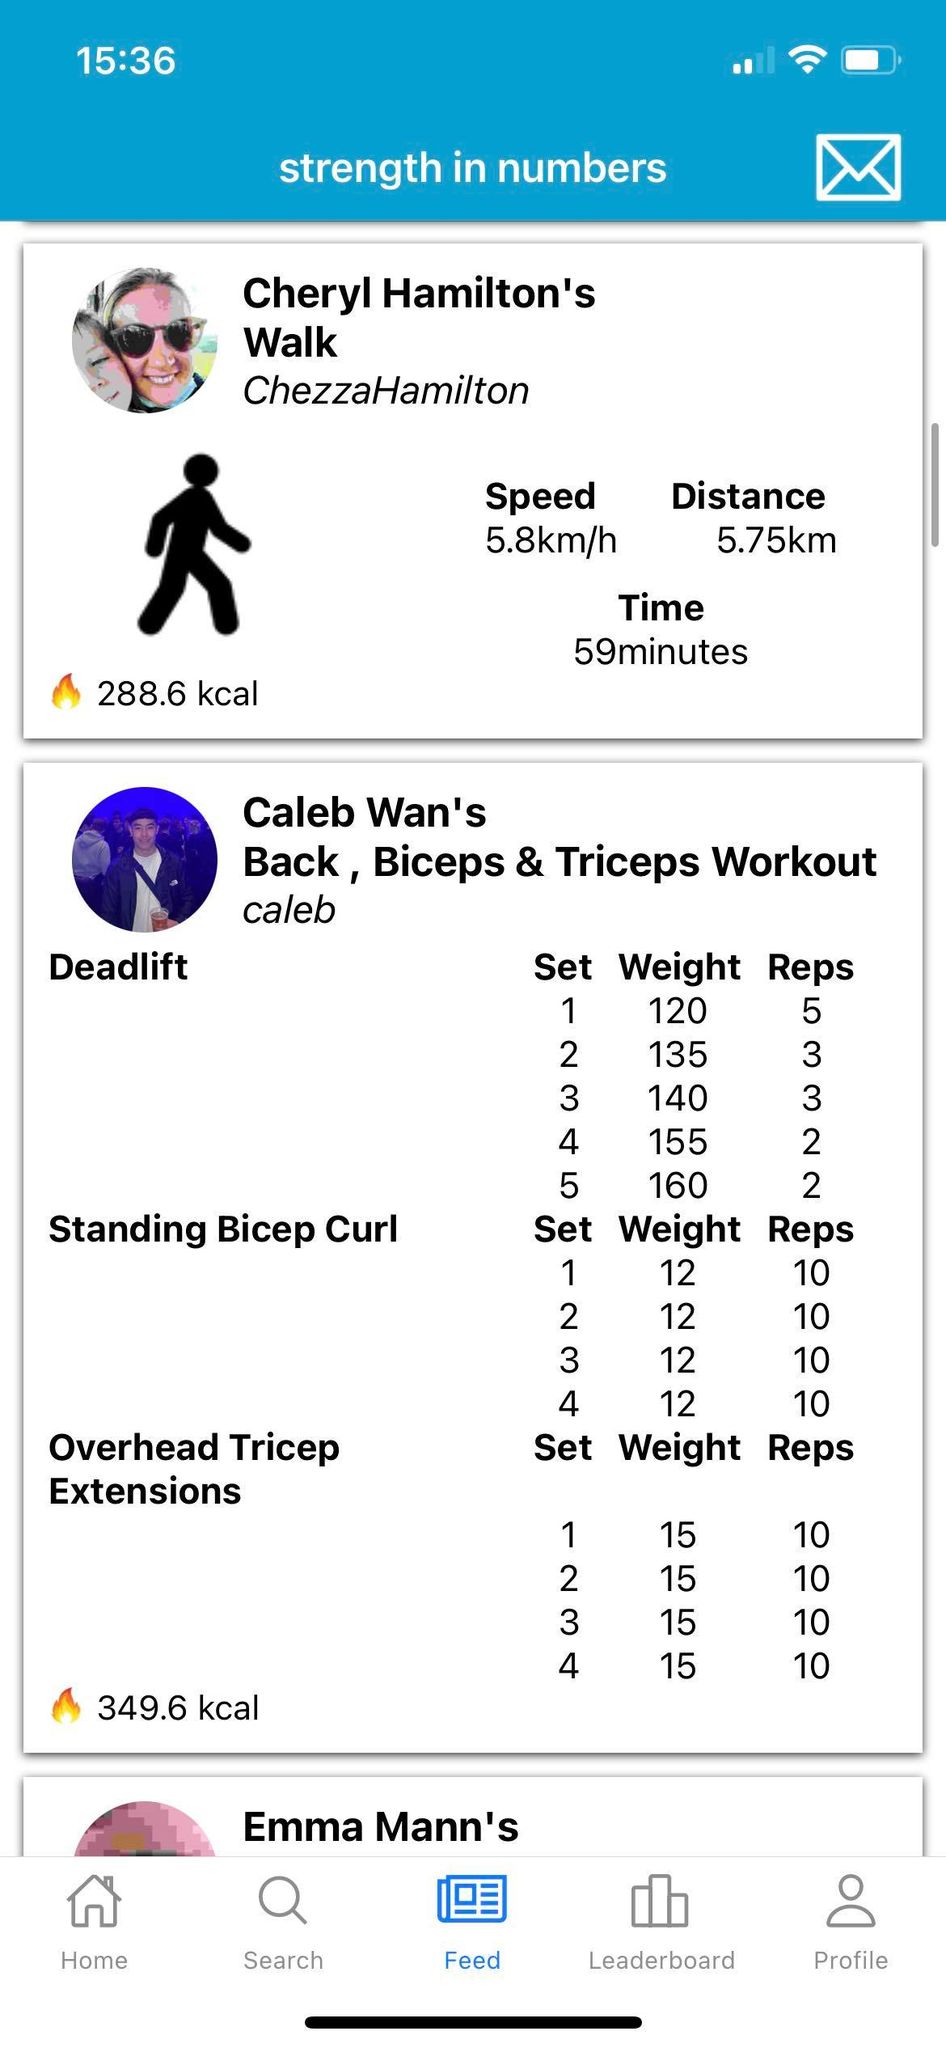 15:36
strength in numbers
Cheryl Hamilton's
Walk
ChezzaHamilton
Speed Distance
5.8km/h 5.75km
Time
59minutes
288.6 kcal
Caleb Wan's
Back , Biceps & Triceps Workout
caleb
Deadlift Set Weight Reps
1 120 5
2 135 3
3 140 3
4 155 2
5 160 2
Standing Bicep Curl Set Weight Reps
1 12 10
2 12 10
3 12 10
4 12 10
Overhead Tricep Set Weight Reps
Extensions
1 15 10
2 15 10
3 15 10
4 15 10
349.6 kcal
Emma Mann's
Home Search Feed Leaderboard Profile